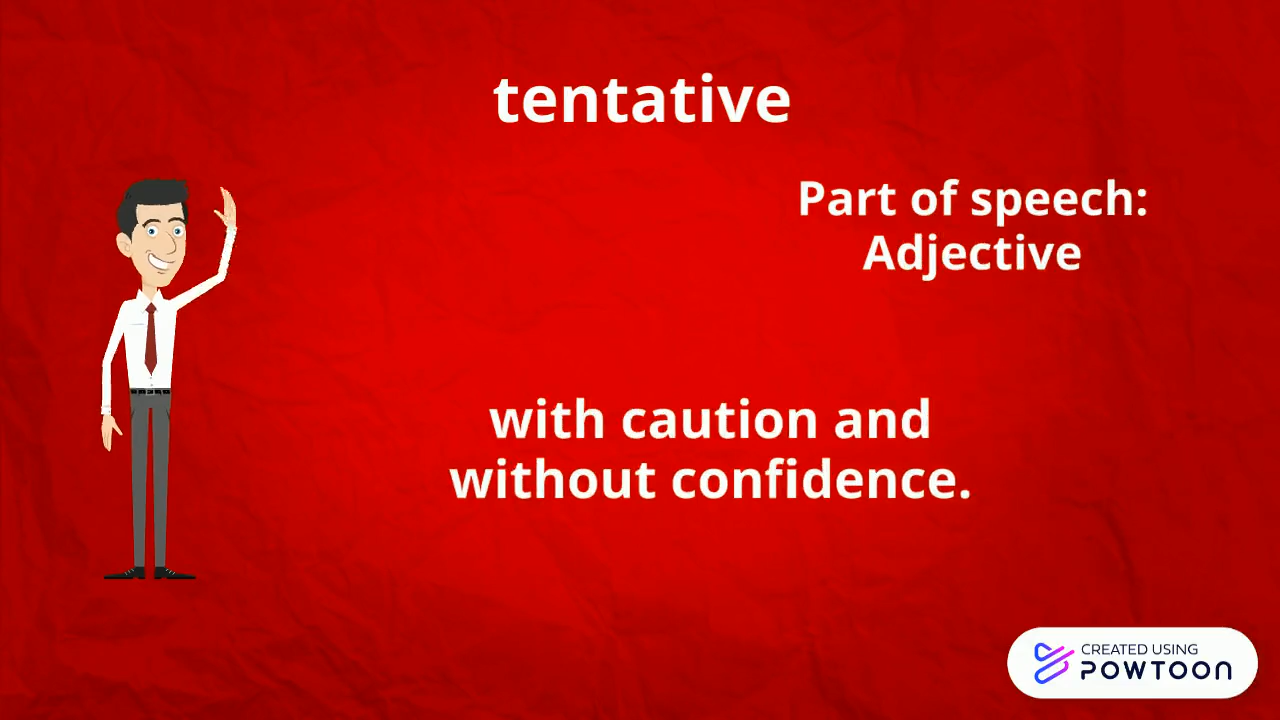 tentative
Part of speech:
Adjective
with caution and
without confidence.
CREATED USING
POWTOON